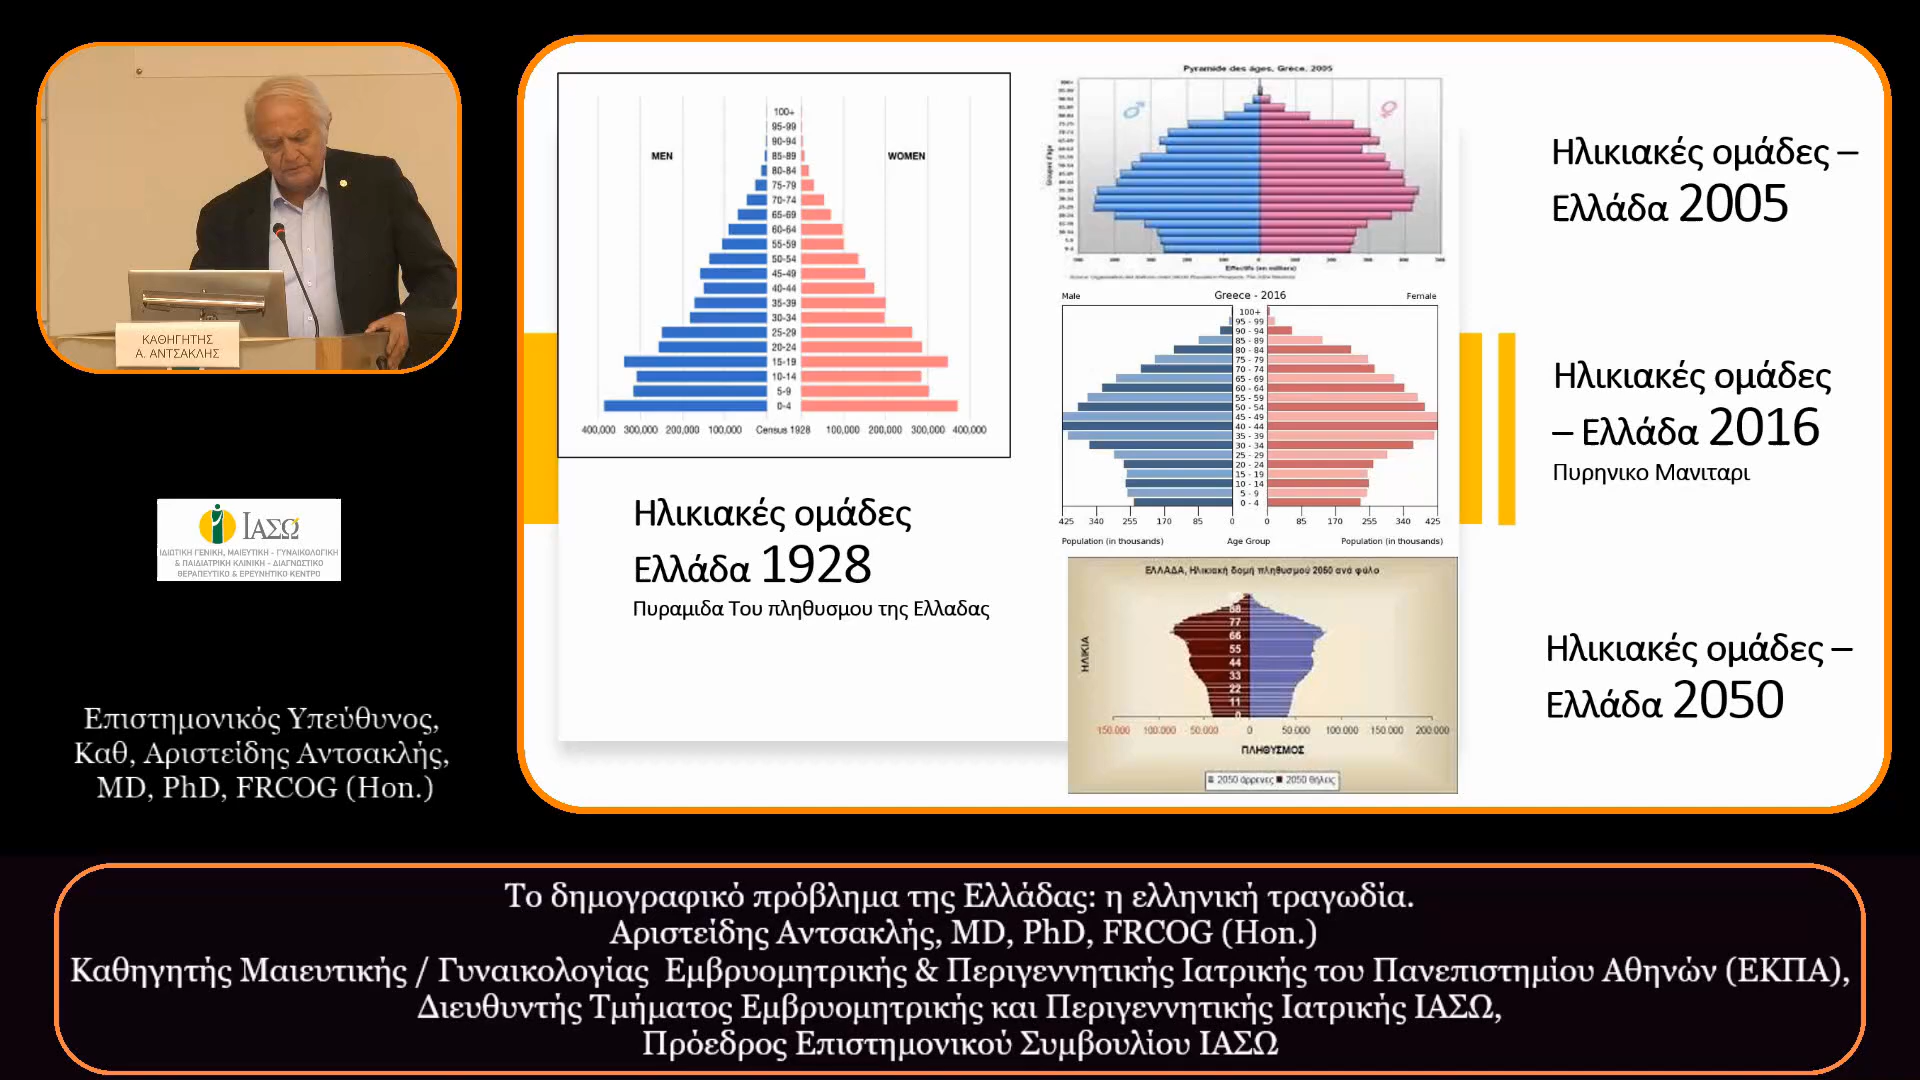 ΚΑΘΗΓΗΤΗΣ
Α. ΑΝΤΣΑΚΛΗΣ
ΙΑΣΩ
ΙΔΙΩΤΙΚΗ ΓΕΝΙΚΗ, ΜΑΙΕΥΤΙΚΗ - ΓΥΝΑΙΚΟΛΟΓΙΚΗ
& ΠΑΙΔΙΑΤΡΙΚΗ ΚΛΙΝΙΚΗ - ΔΙΑΓΝΩΣΤΙΚΟ
ΘΕΡΑΠΕΥΤΙΚΟ & ΕΡΕΥΝΗΤΙΚΟ ΚΕΝΤΡΟ
Επιστημονικός Υπεύθυνος,
Καθ, Αριστείδης Αντσακλής,
MD, PhD, FRCOG (Hon.)
MEN
WOMEN
100+
95-99
90-94
85-89
80-84
75-79
70-74
65-69
60-64
55-59
50-54
45-49
40-44
35-39
30-34
25-29
20-24
15-19
10-14
5-9
0-4
400,000 300,000 200,000 100,000 Census 1928 100,000 200,000 300,000 400,000
Ηλικιακές ομάδες
Ελλάδα 1928
Πυραμιδα Του πληθυσμου της Ελλαδας
Pyramide des âges, Grèce, 2005
♂
♀
Effectifs (en milliers)
Ηλικιακές ομάδες –
Ελλάδα 2005
Male Greece - 2016 Female
100+
95 - 99
90 - 94
85 - 89
80 - 84
75 - 79
70 - 74
65 - 69
60 - 64
55 - 59
50 - 54
45 - 49
40 - 44
35 - 39
30 - 34
25 - 29
20 - 24
15 - 19
10 - 14
5 - 9
0 - 4
425 340 255 170 85 0 0 85 170 255 340 425
Population (in thousands) Age Group Population (in thousands)
Ηλικιακές ομάδες
– Ελλάδα 2016
Πυρηνικο Μανιταρι
ΕΛΛΑΔΑ, Ηλικιακή δομή πληθυσμού 2050 ανά φύλο
ΗΛΙΚΙΑ
88
77
66
55
44
33
22
11
0
150.000 100.000 50.000 0 50.000 100.000 150.000 200.000
ΠΛΗΘΥΣΜΟΣ
2050 άρρενες 2050 θήλεις
Ηλικιακές ομάδες –
Ελλάδα 2050
Το δημογραφικό πρόβλημα της Ελλάδας: η ελληνική τραγωδία.
Αριστείδης Αντσακλής, MD, PhD, FRCOG (Hon.)
Καθηγητής Μαιευτικής / Γυναικολογίας Εμβρυομητρικής & Περιγεννητικής Ιατρικής του Πανεπιστημίου Αθηνών (ΕΚΠΑ),
Διευθυντής Τμήματος Εμβρυομητρικής και Περιγεννητικής Ιατρικής ΙΑΣΩ,
Πρόεδρος Επιστημονικού Συμβουλίου ΙΑΣΩ